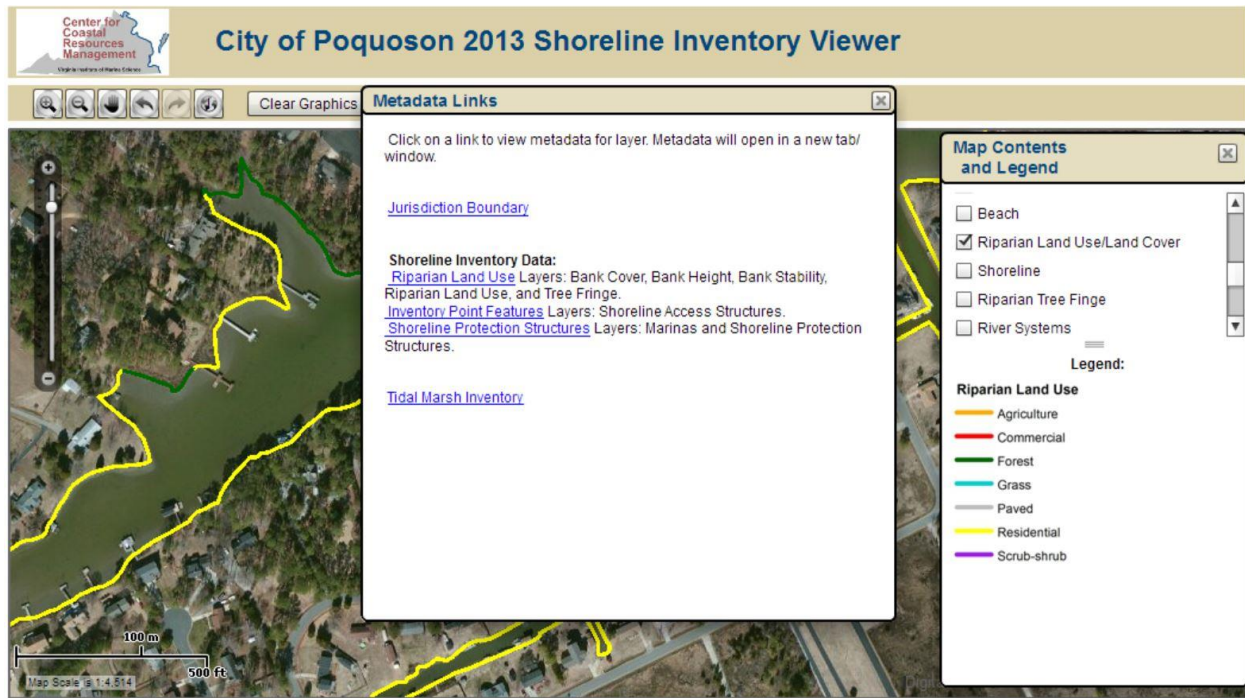 Center for
Coastal
Resources
Management
Virginia Institute of Marine Science
City of Poquoson 2013 Shoreline Inventory Viewer
Clear Graphics
Metadata Links
Click on a link to view metadata for layer. Metadata will open in a new tab/
window.
Jurisdiction Boundary
Shoreline Inventory Data:
Riparian Land Use Layers: Bank Cover, Bank Height, Bank Stability,
Riparian Land Use, and Tree Fringe.
Inventory Point Features Layers: Shoreline Access Structures.
Shoreline Protection Structures Layers: Marinas and Shoreline Protection
Structures.
Tidal Marsh Inventory
Map Contents
and Legend
Beach
Riparian Land Use/Land Cover
Shoreline
Riparian Tree Finge
River Systems
Legend:
Riparian Land Use
Agriculture
Commercial
Forest
Grass
Paved
Residential
Scrub-shrub
100 m
500 ft
Map Scale is 1:4,514